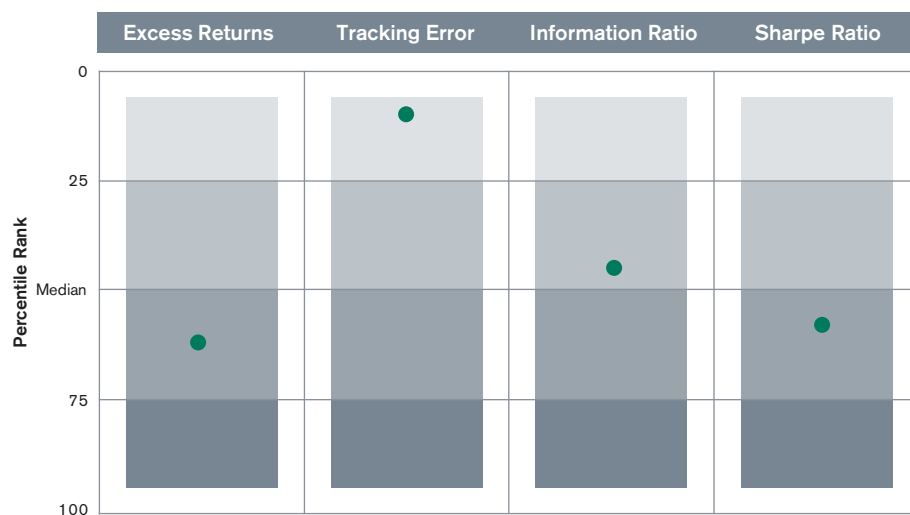 Excess Returns Tracking Error Information Ratio Sharpe Ratio
Percentile Rank
0
25
Median
75
100